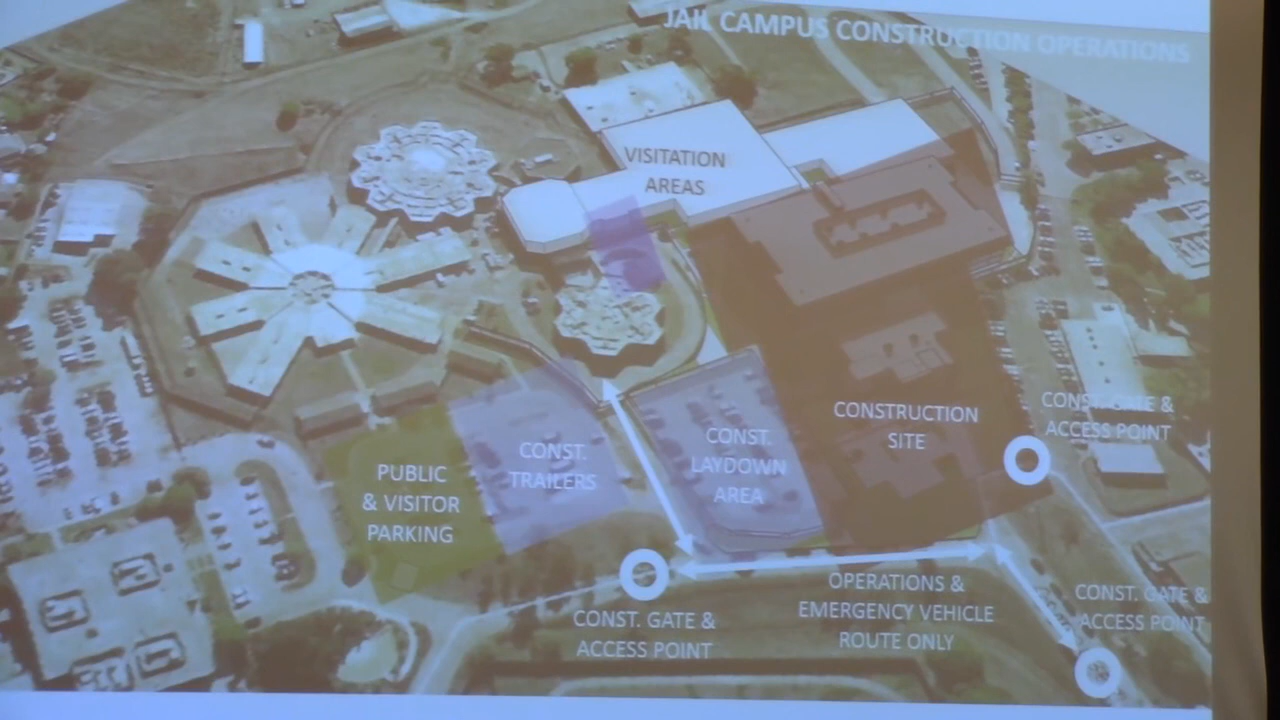 JAIL CAMPUS CONSTRUCTION OPERATIONS
VISITATION
AREAS
CONSTRUCTION
SITE
CONST. GATE &
ACCESS POINT
PUBLIC
& VISITOR
PARKING
CONST.
TRAILERS
CONST.
LAYDOWN
AREA
CONST. GATE &
ACCESS POINT
OPERATIONS &
EMERGENCY VEHICLE
ROUTE ONLY
CONST. GATE &
ACCESS POINT